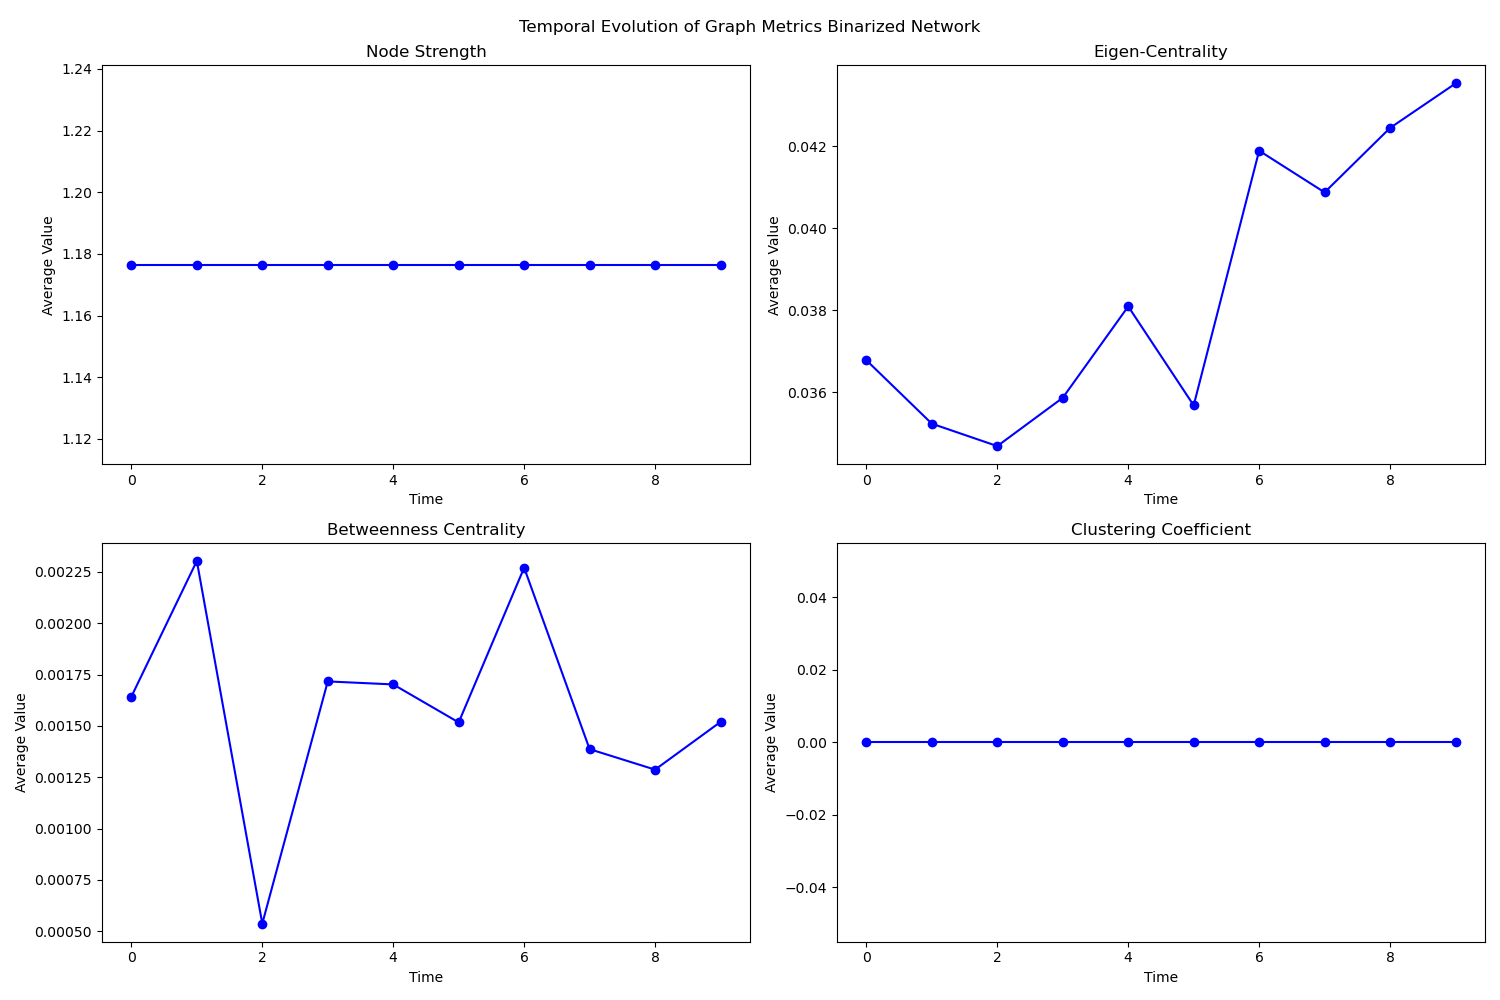 Temporal Evolution of Graph Metrics Binarized Network
Node Strength
1.24
1.22
1.20
1.18
1.16
1.14
1.12
Average Value
0 2 4 6 8
Time
Eigen-Centrality
0.042
0.040
0.038
0.036
Average Value
0 2 4 6 8
Time
Betweenness Centrality
0.00225
0.00200
0.00175
0.00150
0.00125
0.00100
0.00075
0.00050
Average Value
0 2 4 6 8
Time
Clustering Coefficient
0.04
0.02
0.00
−0.02
−0.04
Average Value
0 2 4 6 8
Time